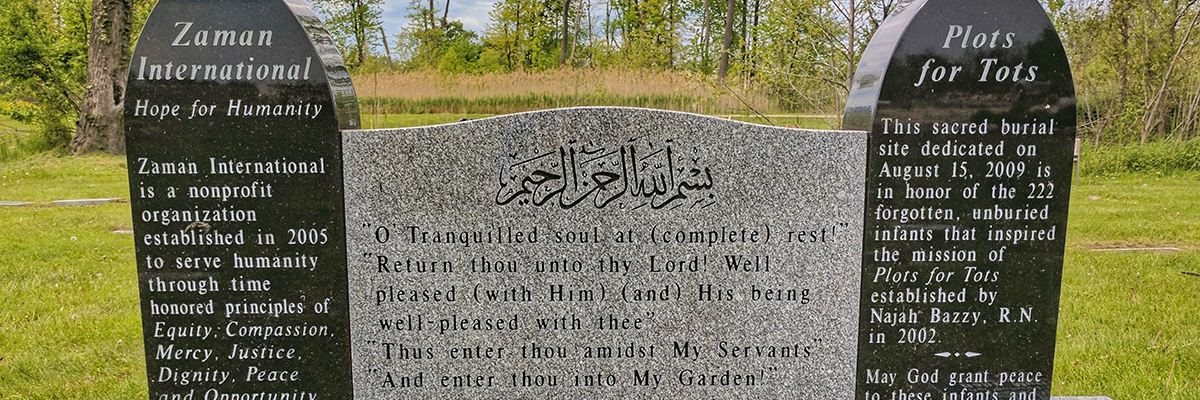 Zaman
International
Hope for Humanity
Zaman International
is a nonprofit
organization
established in 2005
to serve humanity
through time
honored principles of
Equity, Compassion,
Mercy, Justice,
Dignity, Peace
and Opportunity
بسم الله الرحمن الرحيم
"O' Tranquilled soul at (complete) rest!"
"Return thou unto thy Lord! Well
pleased (with Him) (and) His being
well-pleased with thee"
"Thus enter thou amidst My Servants"
"And enter thou into My Garden!"
Plots
for Tots
This sacred burial
site dedicated on
August 15, 2009 is
in honor of the 222
forgotten, unburied
infants that inspired
the mission of
Plots for Tots
established by
Najah Bazzy, R.N.
in 2002.
May God grant peace
to these infants and